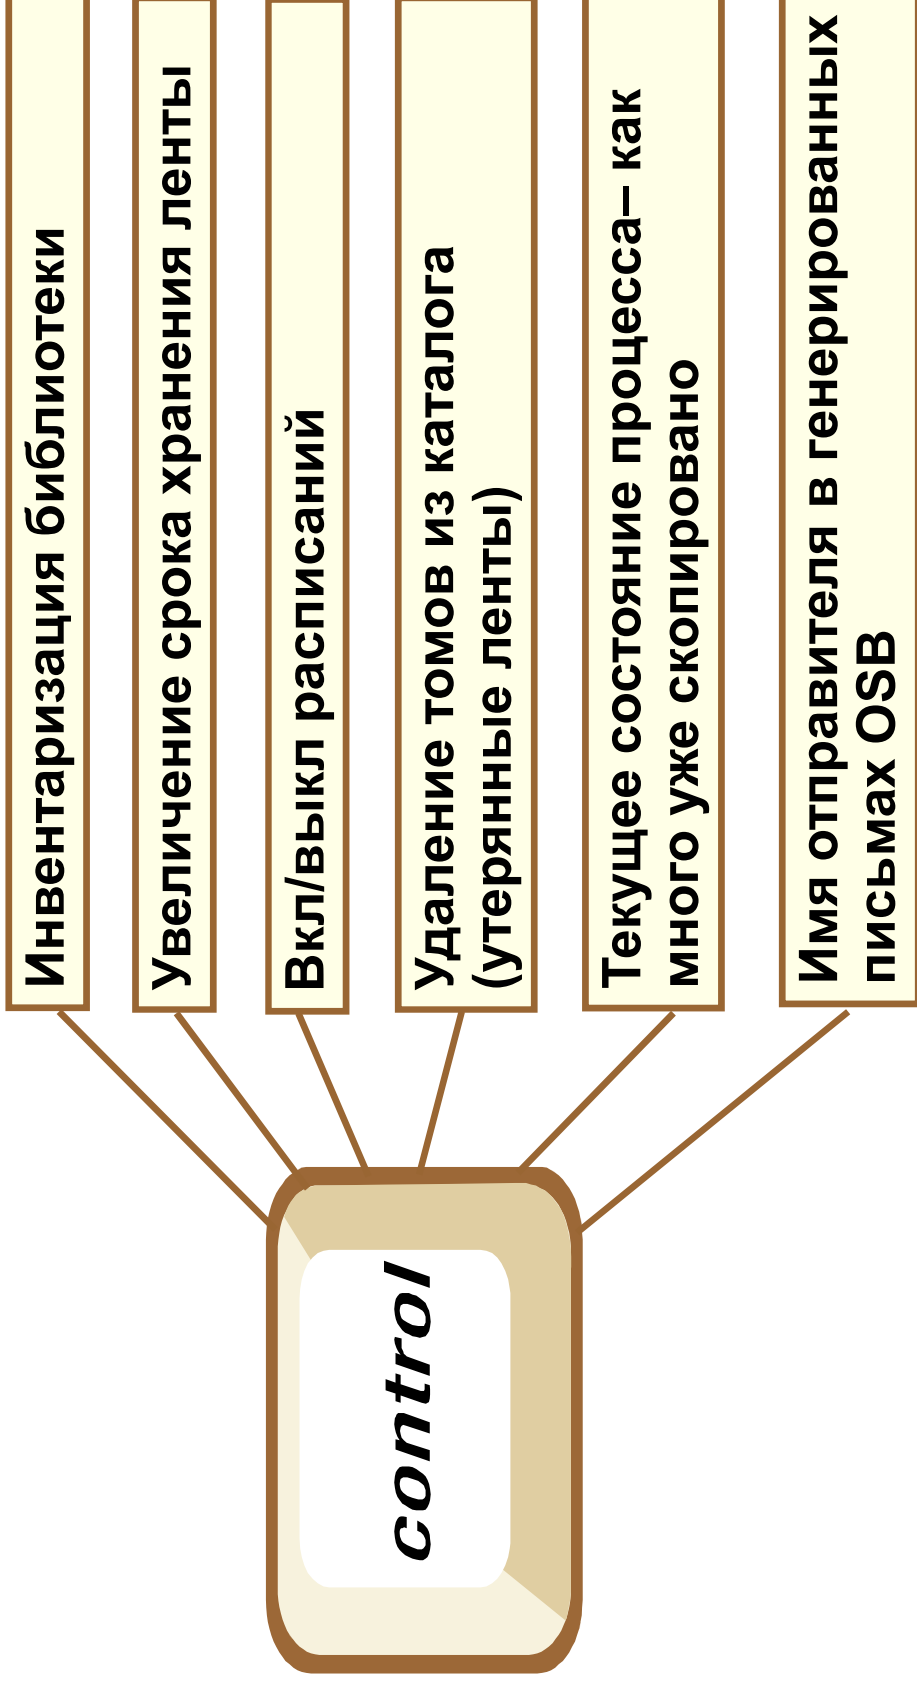 Инвентаризация библиотеки
Увеличение срока хранения ленты
Вкл/выкл расписаний
Удаление томов из каталога
(утерянные ленты)
Текущее состояние процесса– как
много уже скопировано
Имя отправителя в генерированных
письмах OSB
control